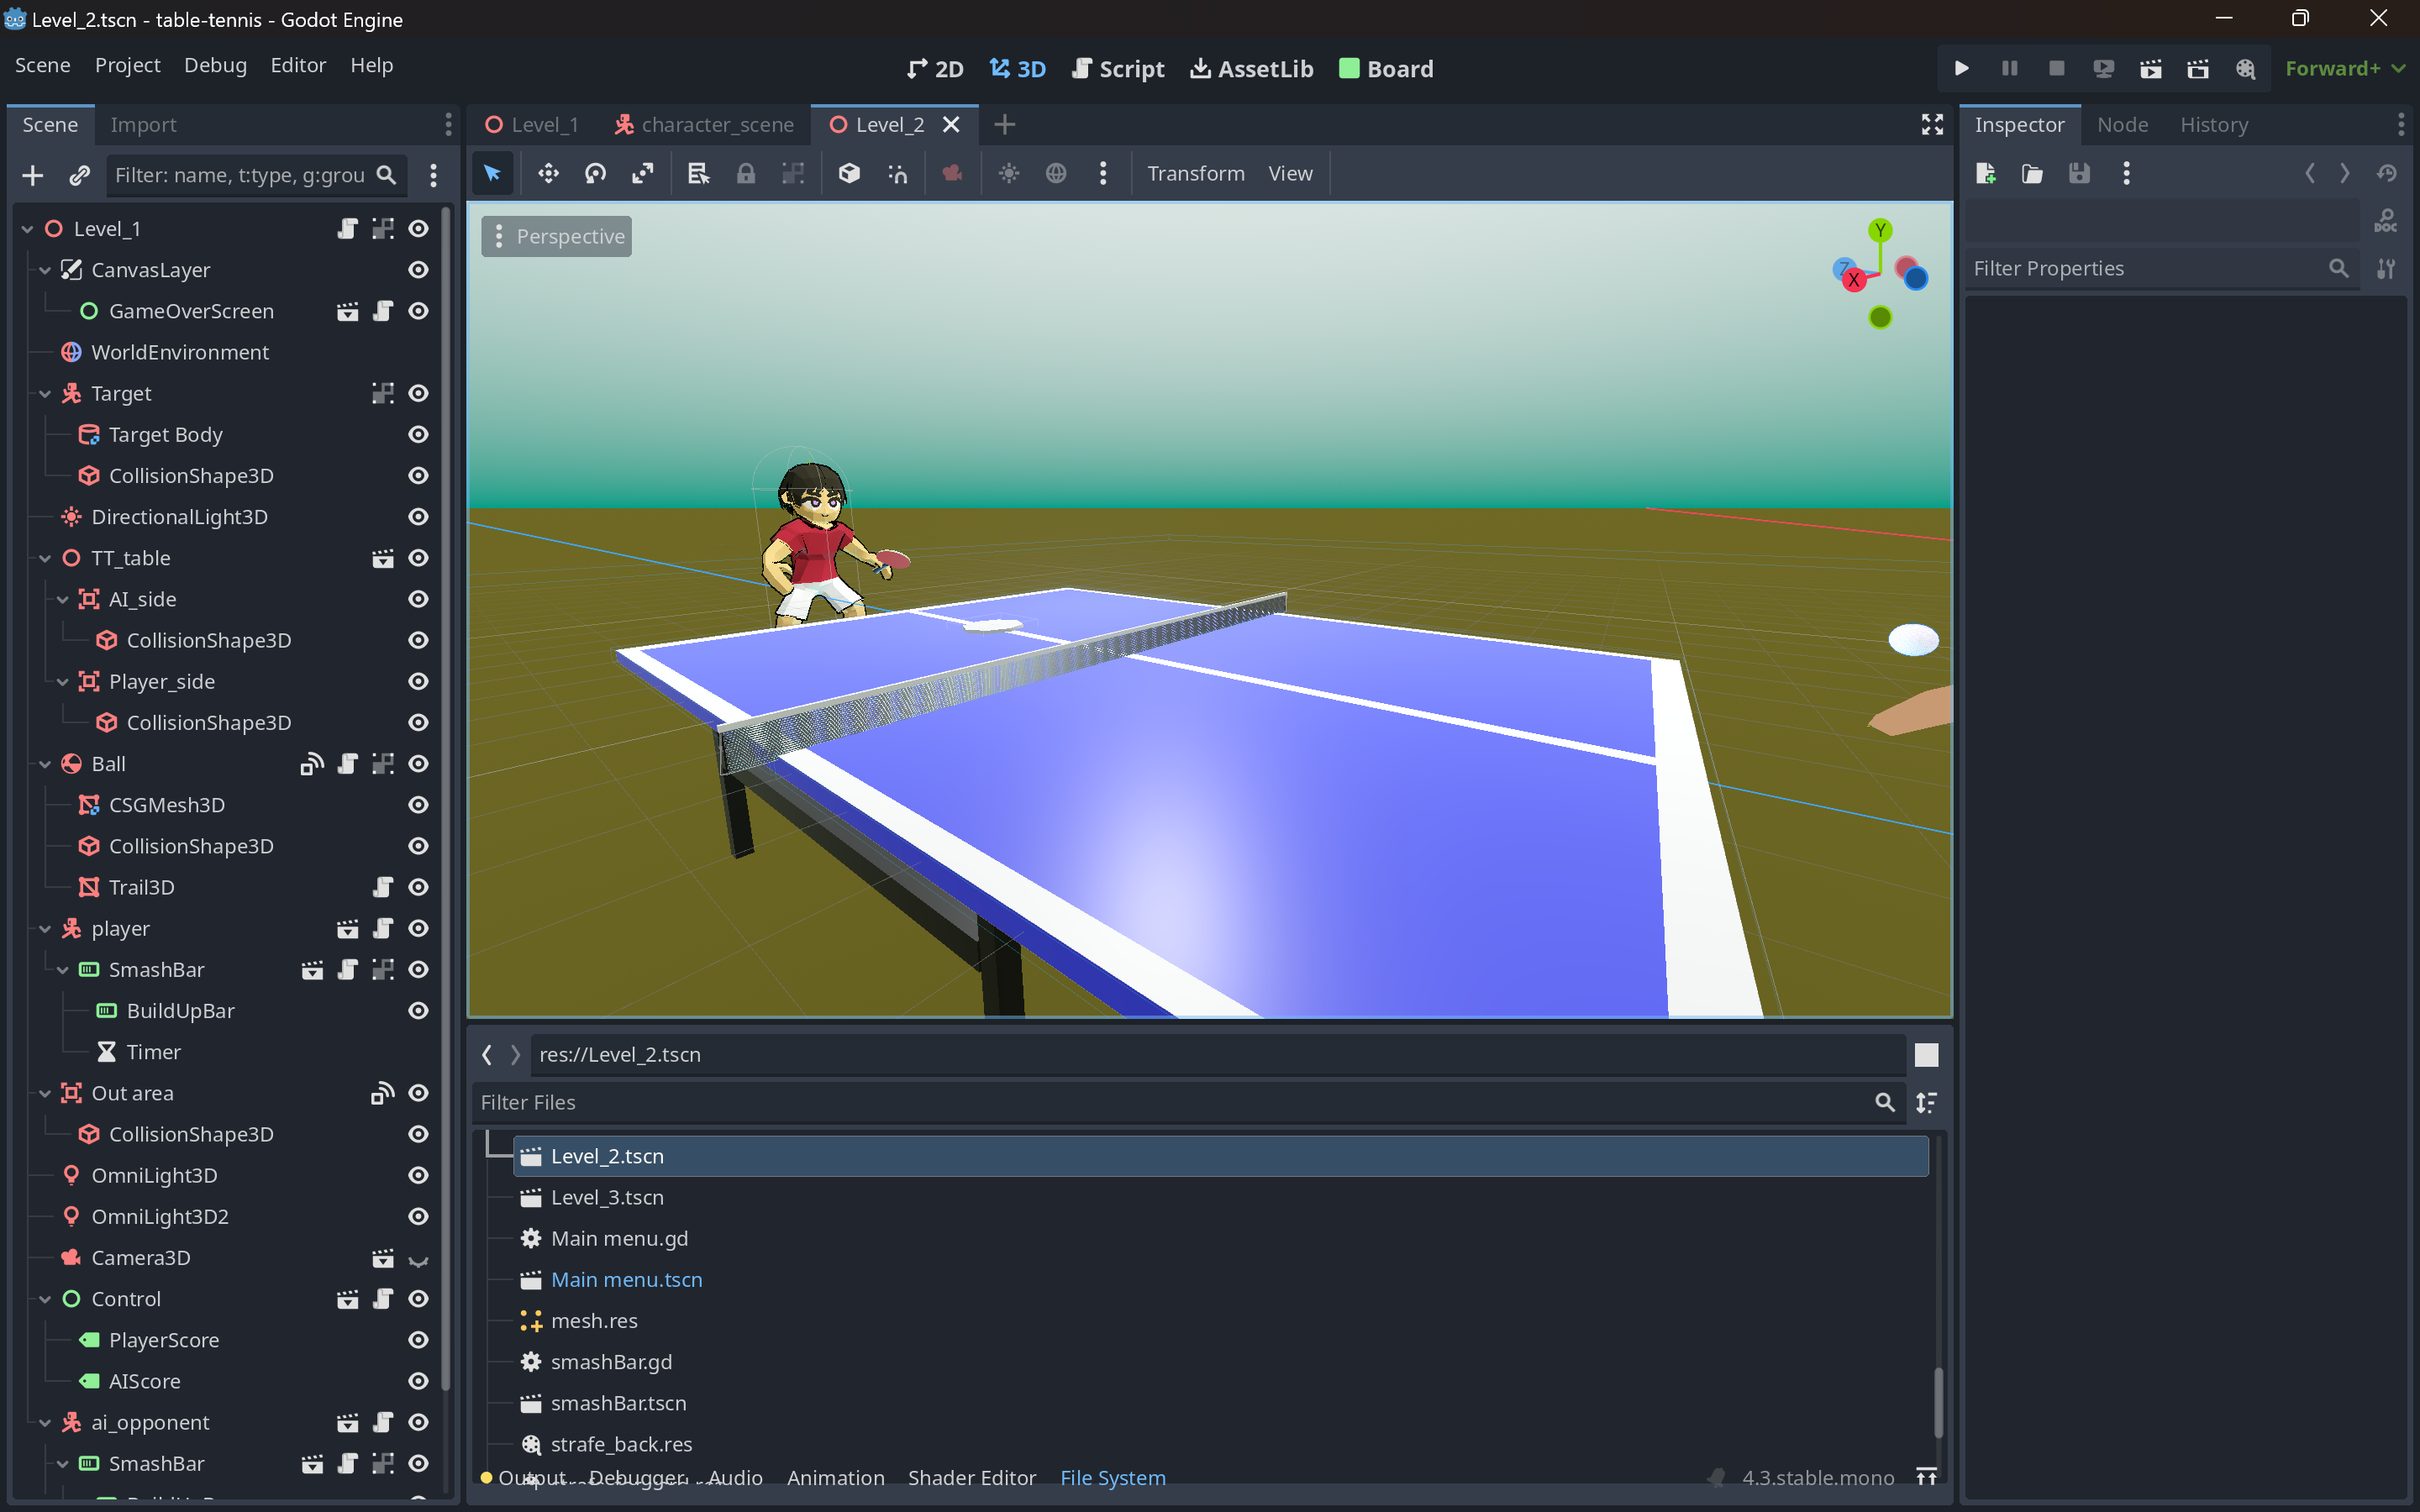 Level_2.tscn - table-tennis - Godot Engine
Scene Project Debug Editor Help
2D 3D Script AssetLib Board
Forward+
Scene Import
Level_1 character_scene Level_2
Inspector Node History
Filter: name, t:type, g:grou
Transform View
Perspective
Y
Z
X
DOC
Filter Properties
Level_1
CanvasLayer
GameOverScreen
WorldEnvironment
Target
Target Body
CollisionShape3D
DirectionalLight3D
TT_table
AI_side
CollisionShape3D
Player_side
CollisionShape3D
Ball
CSGMesh3D
CollisionShape3D
Trail3D
player
SmashBar
BuildUpBar
Timer
Out area
CollisionShape3D
OmniLight3D
OmniLight3D2
Camera3D
Control
PlayerScore
AIScore
ai_opponent
SmashBar
res://Level_2.tscn
Filter Files
Level_2.tscn
Level_3.tscn
Main menu.gd
Main menu.tscn
mesh.res
smashBar.gd
smashBar.tscn
strafe_back.res
Output Debugger Audio Animation Shader Editor File System
4.3.stable.mono